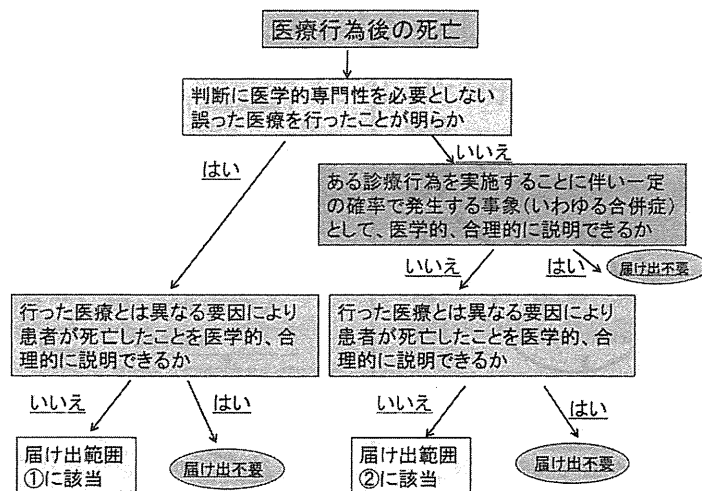 医療行為後の死亡
判断に医学的専門性を必要としない
誤った医療を行ったことが明らか
はい
いいえ
ある診療行為を実施することに伴い一定
の確率で発生する事象(いわゆる合併症)
として、医学的、合理的に説明できるか
いいえ
はい
届け出不要
行った医療とは異なる要因により
患者が死亡したことを医学的、合
理的に説明できるか
行った医療とは異なる要因により
患者が死亡したことを医学的、合
理的に説明できるか
いいえ
はい
いいえ
はい
届け出範囲
①に該当
届け出不要
届け出範囲
②に該当
届け出不要